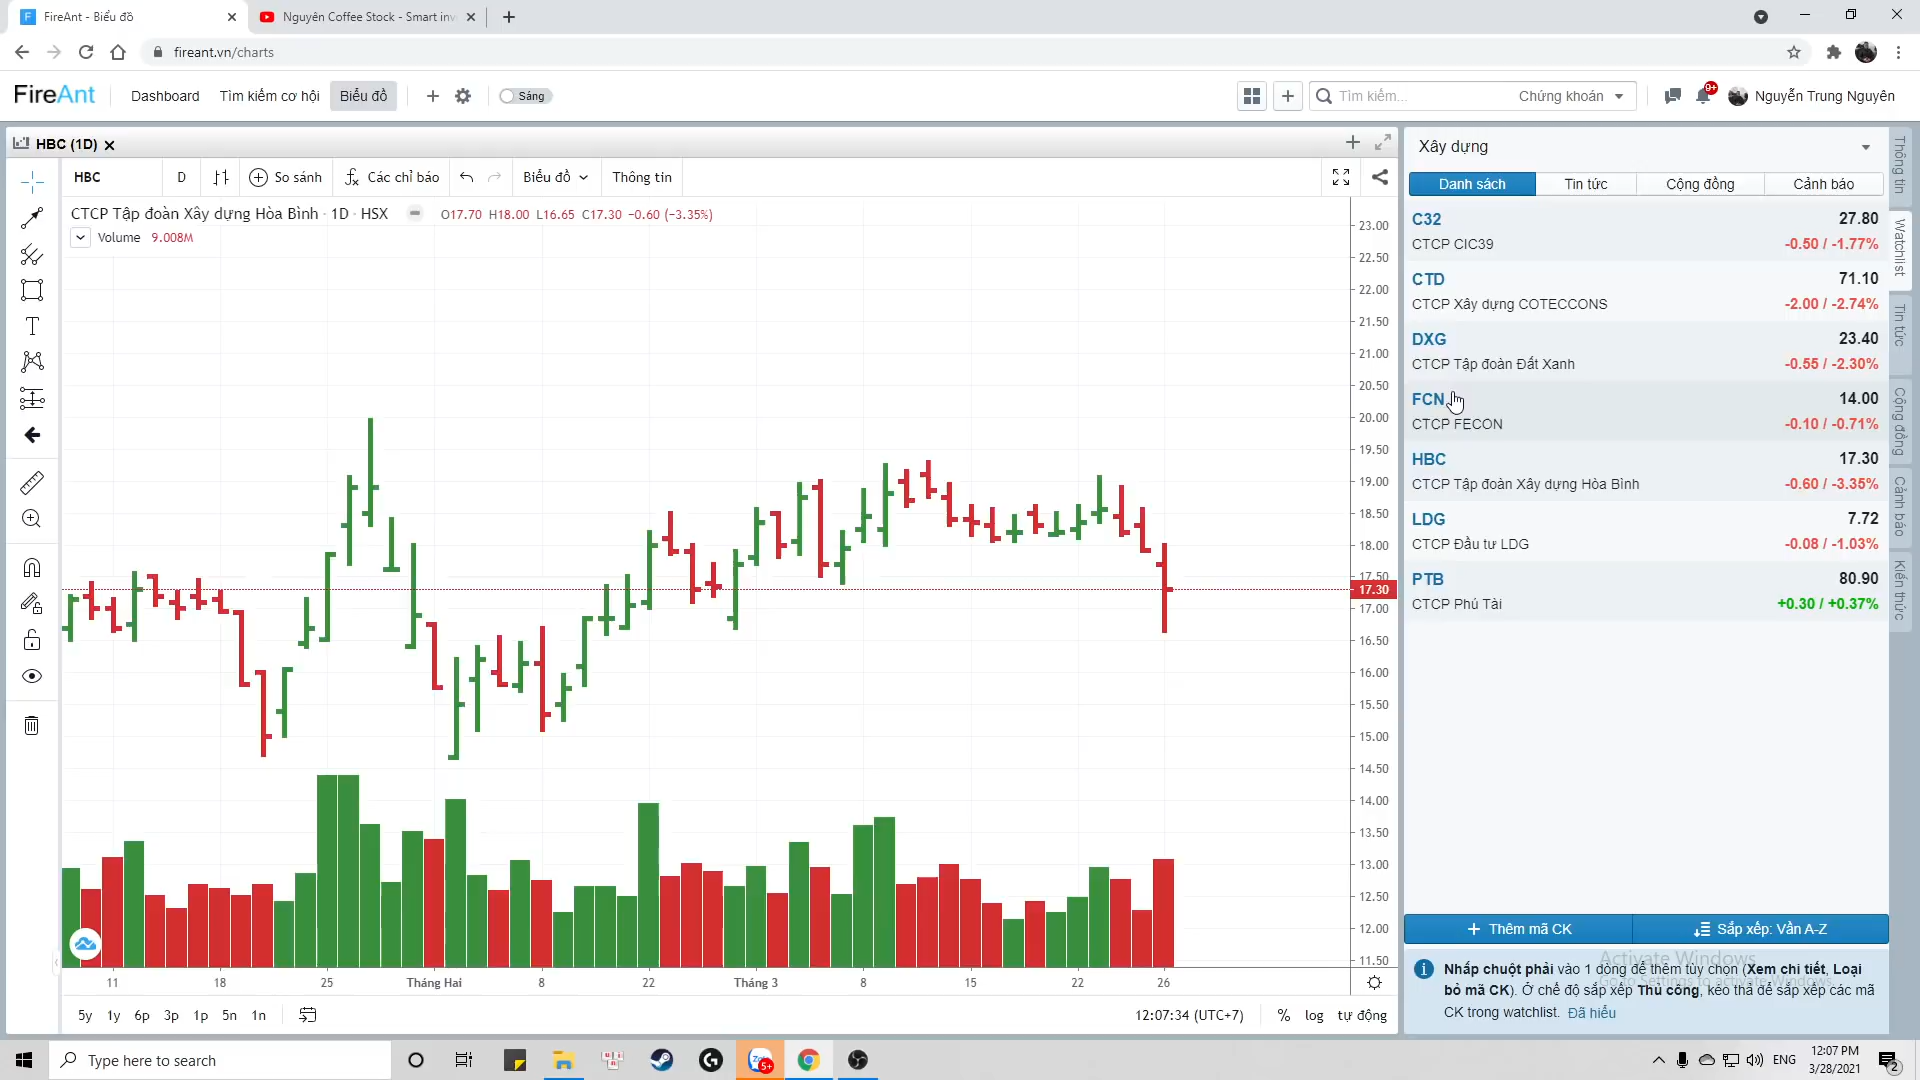 FireAnt - Biểu đồ
Nguyên Coffee Stock - Smart inv
fireant.vn/charts
FireAnt
Dashboard
Tìm kiếm cơ hội
Biểu đồ
Sáng
Tìm kiếm...
Chứng khoán
9+
Nguyễn Trung Nguyên
HBC (1D)
HBC
D
So sánh
Các chỉ báo
Biểu đồ
Thông tin
CTCP Tập đoàn Xây dựng Hòa Bình · 1D · HSX
O17.70 H18.00 L16.65 C17.30 −0.60 (−3.35%)
Volume 9.008M
23.00
22.50
22.00
21.50
21.00
20.50
20.00
19.50
19.00
18.50
18.00
17.50
17.30
17.00
16.50
16.00
15.50
15.00
14.50
14.00
13.50
13.00
12.50
12.00
11.50
11
18
25
Tháng Hai
8
22
Tháng 3
8
15
22
26
5y
1y
6p
3p
1p
5n
1n
12:07:34 (UTC+7)
%
log
tự động
Xây dựng
Danh sách
Tin tức
Cộng đồng
Cảnh báo
C32
27.80
CTCP CIC39
-0.50 / -1.77%
CTD
71.10
CTCP Xây dựng COTECCONS
-2.00 / -2.74%
DXG
23.40
CTCP Tập đoàn Đất Xanh
-0.55 / -2.30%
FCN
14.00
CTCP FECON
-0.10 / -0.71%
HBC
17.30
CTCP Tập đoàn Xây dựng Hòa Bình
-0.60 / -3.35%
LDG
7.72
CTCP Đầu tư LDG
-0.08 / -1.03%
PTB
80.90
CTCP Phú Tài
+0.30 / +0.37%
Thông tin
Watchlist
Tin tức
Cộng đồng
Cảnh báo
Kiến thức
Thêm mã CK
Sắp xếp: Vần A-Z
Activate Windows
Go to Settings to activate Windows.
Nhấp chuột phải vào 1 dòng để thêm tùy chọn (Xem chi tiết, Loại
bỏ mã CK). Ở chế độ sắp xếp Thủ công, kéo thả để sắp xếp các mã
CK trong watchlist. Đã hiểu
Type here to search
5+
ENG
12:07 PM
3/28/2021
2